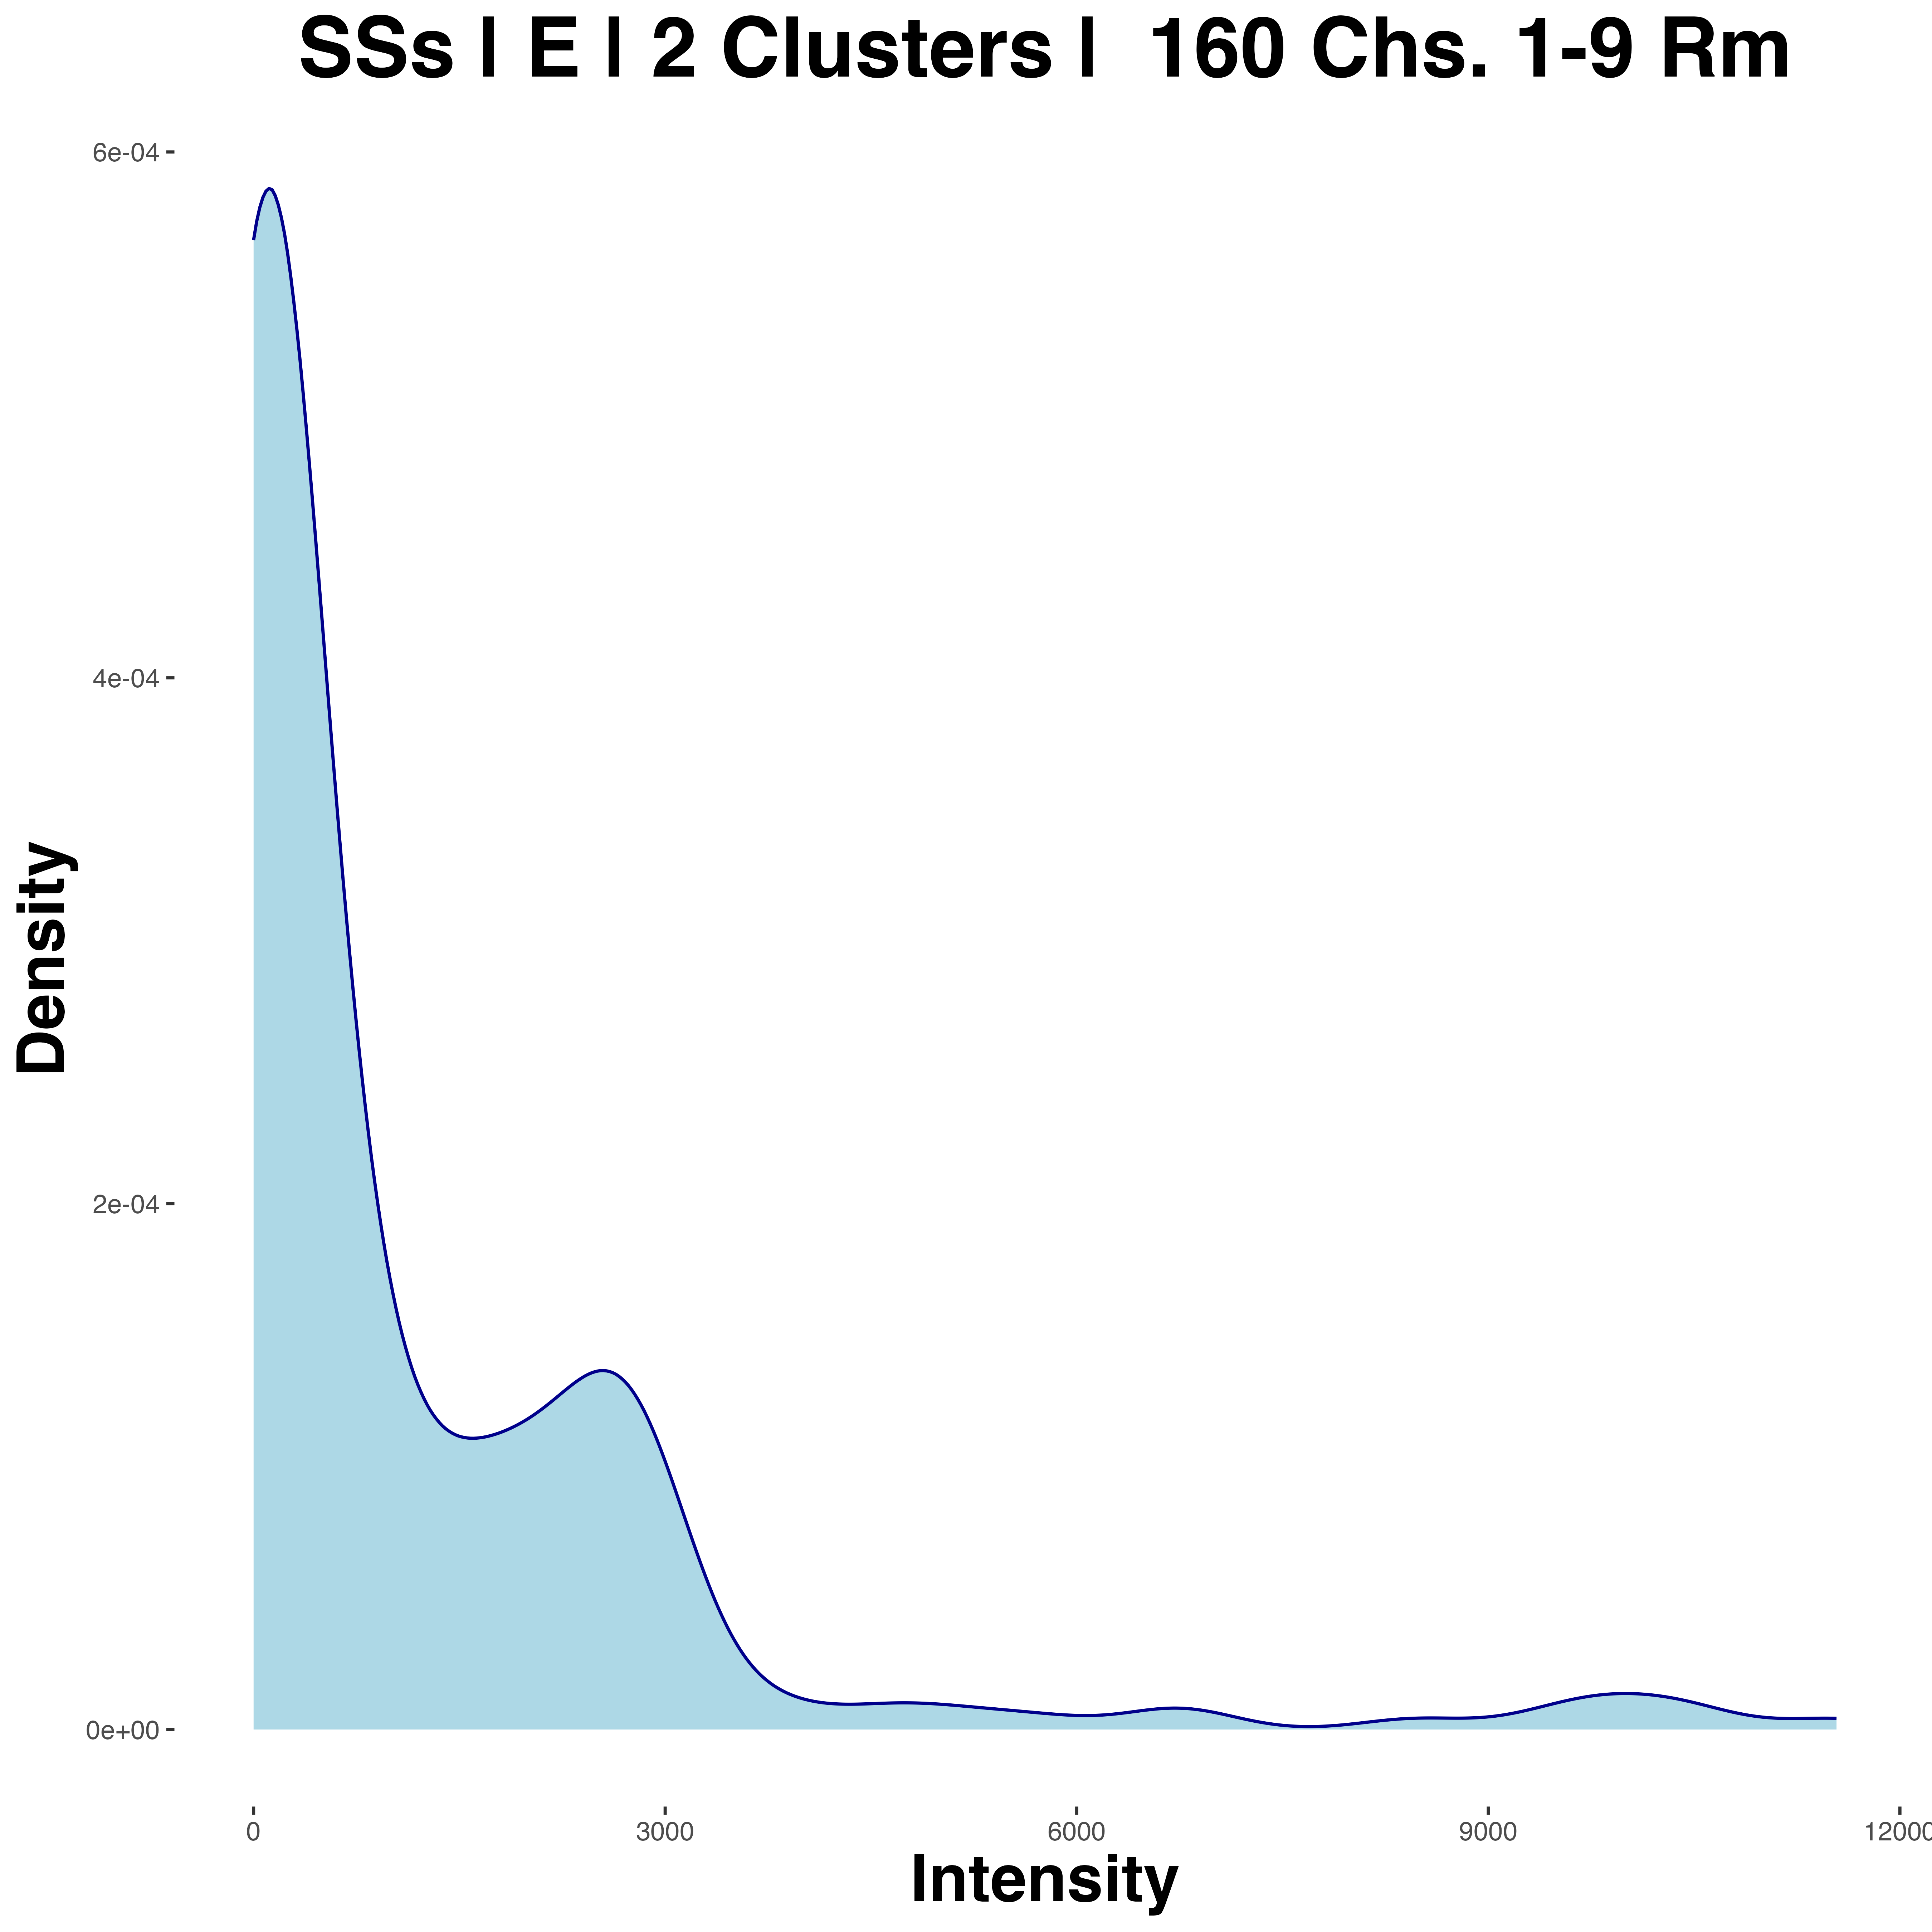 SSs | E | 2 Clusters |  160 Chs. 1-9 Rm
6e-04
4e-04
2e-04
0e+00
Density
0 3000 6000 9000 12000
Intensity